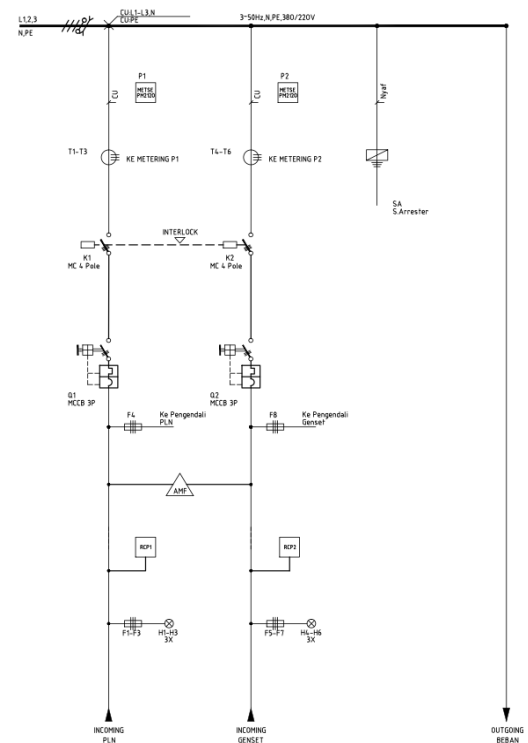 L1,2,3
CU:L1-L3,N
CU:PE
3~50Hz,N,PE,380/220V
N,PE
P1
METSE
PM2120
CU
P2
METSE
PM2120
CU
Nyaf
T1-T3
KE METERING P1
T4-T6
KE METERING P2
SA
S.Arrester
INTERLOCK
K1
MC 4 Pole
K2
MC 4 Pole
Q1
MCCB 3P
Q2
MCCB 3P
F4
Ke Pengendali
PLN
F8
Ke Pengendali
Genset
AMF
RCP1
RCP2
F1-F3
H1-H3
3X
F5-F7
H4-H6
3X
INCOMING
PLN
INCOMING
GENSET
OUTGOING
BEBAN